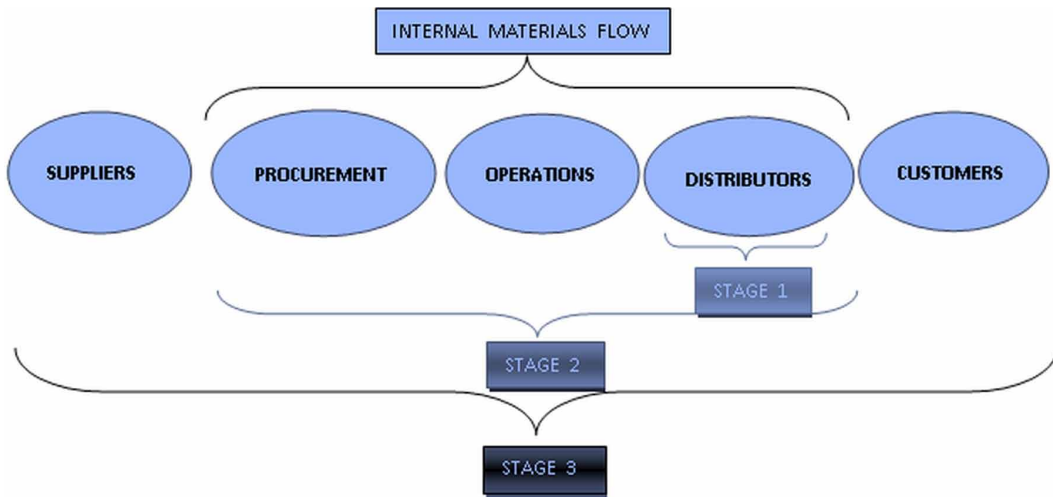 INTERNAL MATERIALS FLOW
SUPPLIERS
PROCUREMENT
OPERATIONS
DISTRIBUTORS
CUSTOMERS
STAGE 1
STAGE 2
STAGE 3